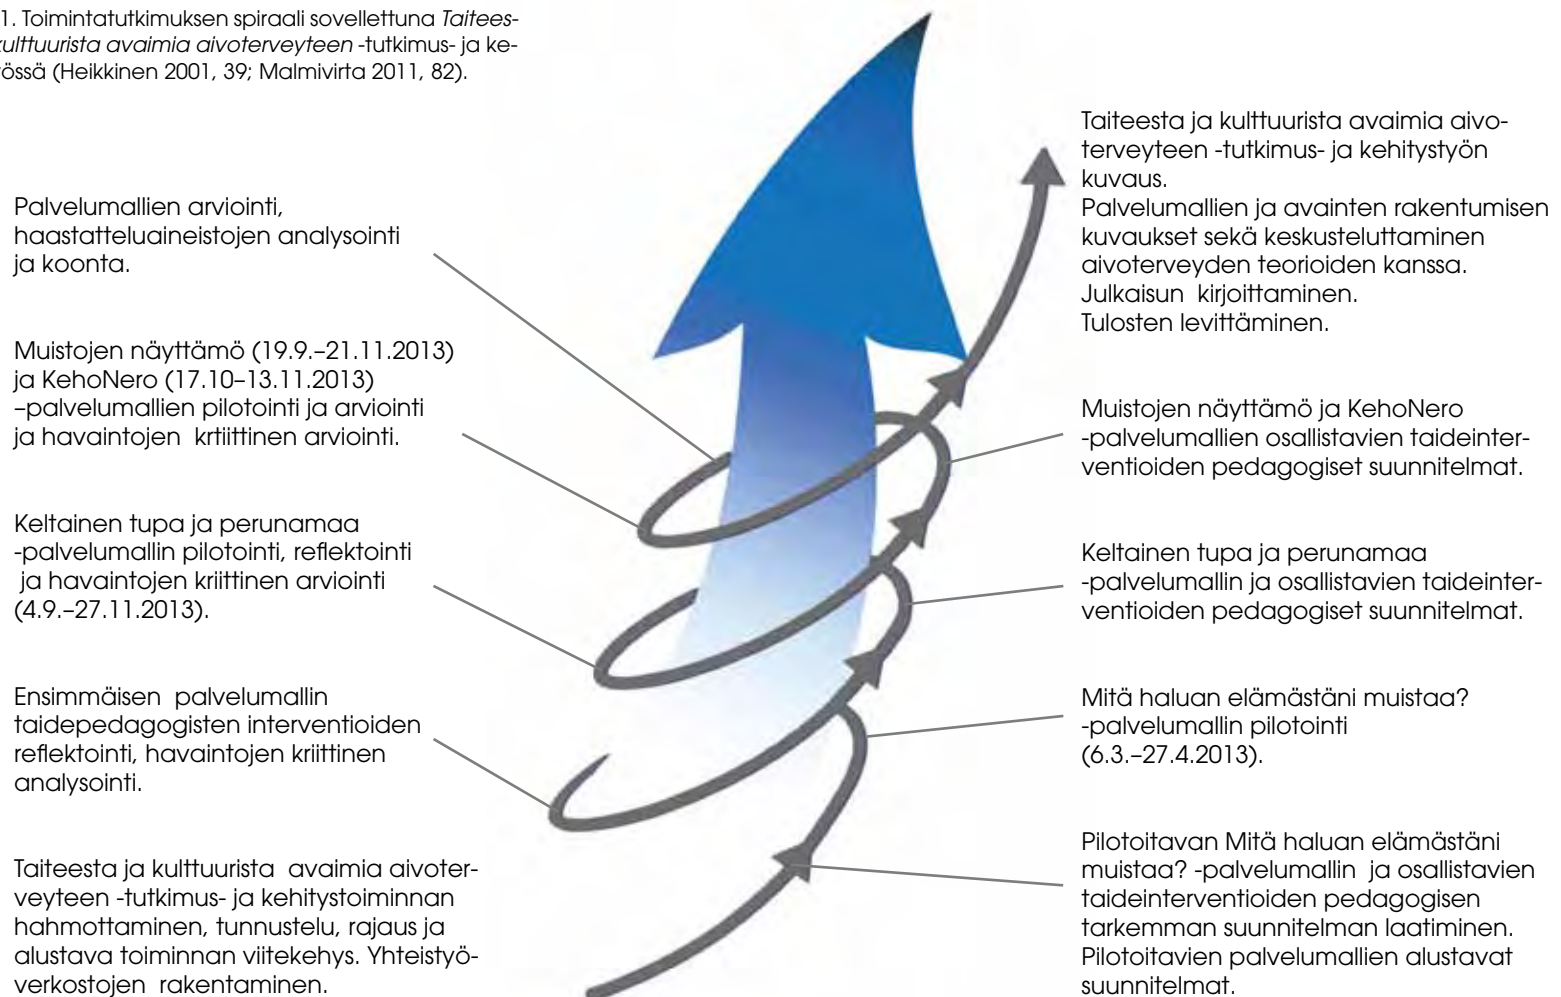 1. Toimintatutkimuksen spiraali sovellettuna Taitees-
kulttuurista avaimia aivoterveyteen -tutkimus- ja ke-
össä (Heikkinen 2001, 39; Malmivirta 2011, 82).
Palvelumallien arviointi,
haastatteluaineistojen analysointi
ja koonta.
Muistojen näyttämö (19.9.–21.11.2013)
ja KehoNero (17.10–13.11.2013)
–palvelumallien pilotointi ja arviointi
ja havaintojen krtiittinen arviointi.
Keltainen tupa ja perunamaa
-palvelumallin pilotointi, reflektointi
ja havaintojen kriittinen arviointi
(4.9.–27.11.2013).
Ensimmäisen palvelumallin
taidepedagogisten interventioiden
reflektointi, havaintojen kriittinen
analysointi.
Taiteesta ja kulttuurista avaimia aivoter-
veyteen -tutkimus- ja kehitystoiminnan
hahmottaminen, tunnustelu, rajaus ja
alustava toiminnan viitekehys. Yhteistyö-
verkostojen rakentaminen.
Taiteesta ja kulttuurista avaimia aivo-
terveyteen -tutkimus- ja kehitystyön
kuvaus.
Palvelumallien ja avainten rakentumisen
kuvaukset sekä keskusteluttaminen
aivoterveyden teorioiden kanssa.
Julkaisun kirjoittaminen.
Tulosten levittäminen.
Muistojen näyttämö ja KehoNero
-palvelumallien osallistavien taideinter-
ventioiden pedagogiset suunnitelmat.
Keltainen tupa ja perunamaa
-palvelumallin ja osallistavien taideinter-
ventioiden pedagogiset suunnitelmat.
Mitä haluan elämästäni muistaa?
-palvelumallin pilotointi
(6.3.–27.4.2013).
Pilotoitavan Mitä haluan elämästäni
muistaa? -palvelumallin ja osallistavien
taideinterventioiden pedagogisen
tarkemman suunnitelman laatiminen.
Pilotoitavien palvelumallien alustavat
suunnitelmat.